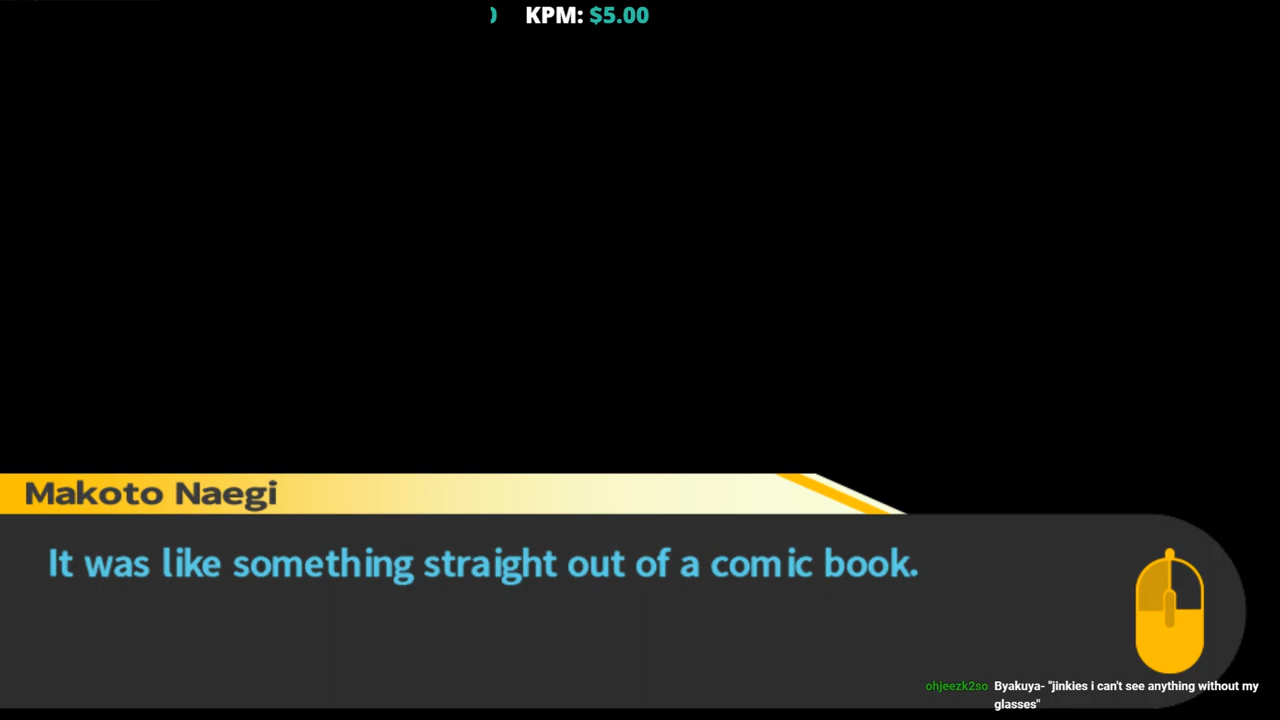 ) KPM: $5.00
Makoto Naegi
It was like something straight out of a comic book.
ohjeezk2so Byakuya- "jinkies i can't see anything without my
glasses"